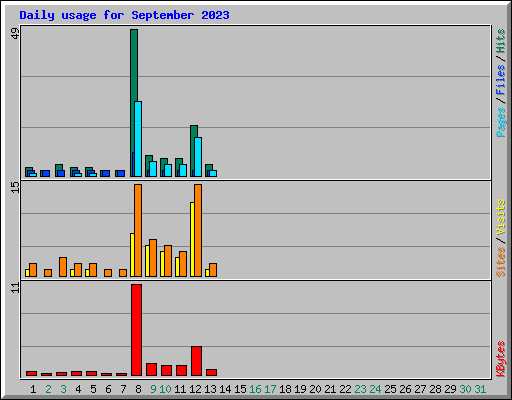 Daily usage for September 2023
49
15
11
Pages/Files/Hits
Sites/Visits
KBytes
1 2 3 4 5 6 7 8 9 10 11 12 13 14 15 16 17 18 19 20 21 22 23 24 25 26 27 28 29 30 31